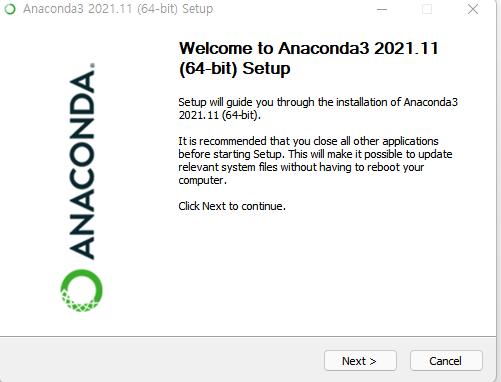 Anaconda3 2021.11 (64-bit) Setup
ANACONDA.
Welcome to Anaconda3 2021.11
(64-bit) Setup
Setup will guide you through the installation of Anaconda3
2021.11 (64-bit).
It is recommended that you close all other applications
before starting Setup. This will make it possible to update
relevant system files without having to reboot your
computer.
Click Next to continue.
Next >
Cancel